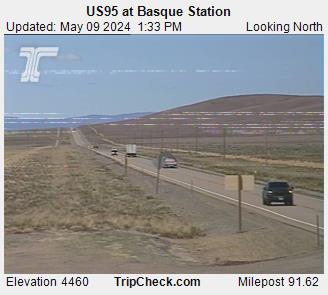 US95 at Basque Station
Updated: May 09 2024 1:33 PM Looking North
Elevation 4460 TripCheck.com Milepost 91.62